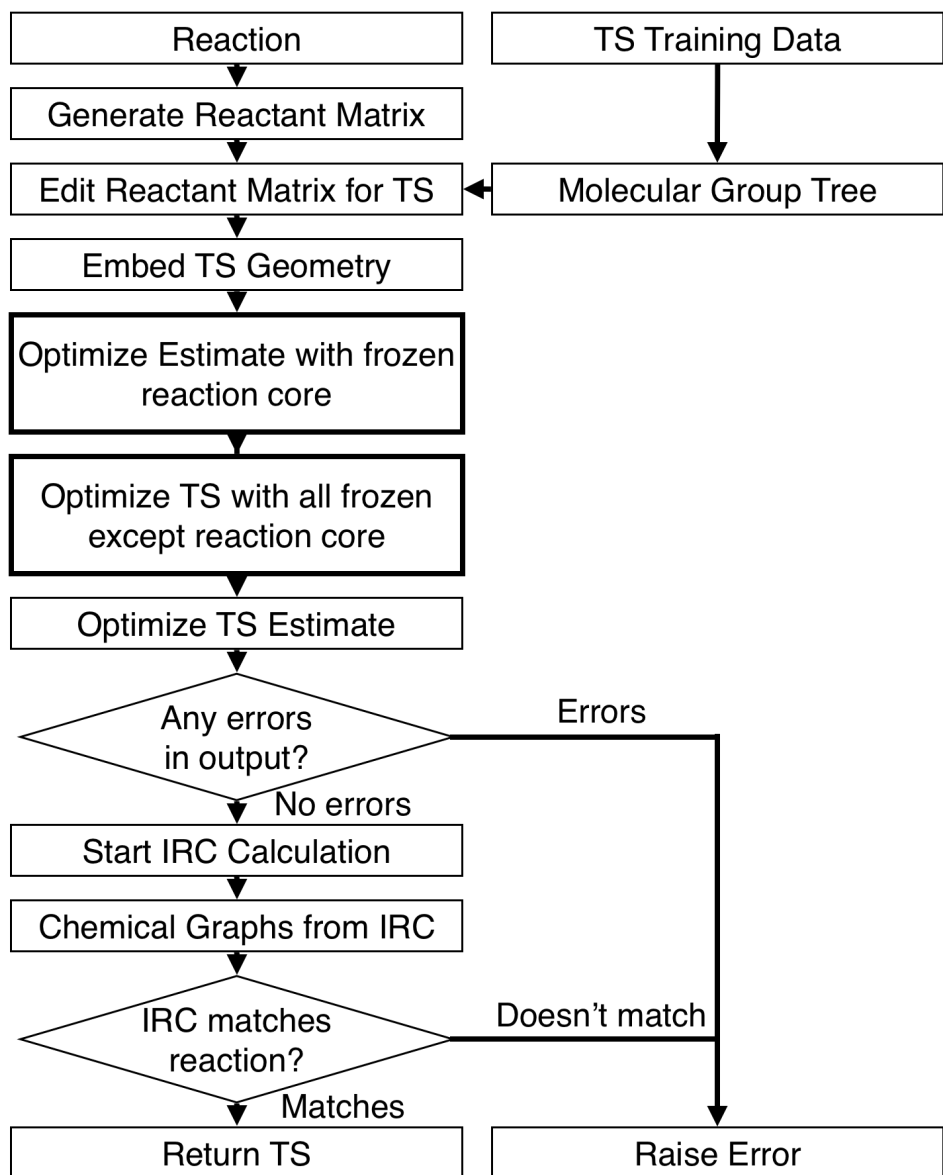 Reaction
TS Training Data
Generate Reactant Matrix
Edit Reactant Matrix for TS
Molecular Group Tree
Embed TS Geometry
Optimize Estimate with frozen
reaction core
Optimize TS with all frozen
except reaction core
Optimize TS Estimate
Any errors
in output?
Errors
No errors
Start IRC Calculation
Chemical Graphs from IRC
IRC matches
reaction?
Doesn’t match
Matches
Return TS
Raise Error